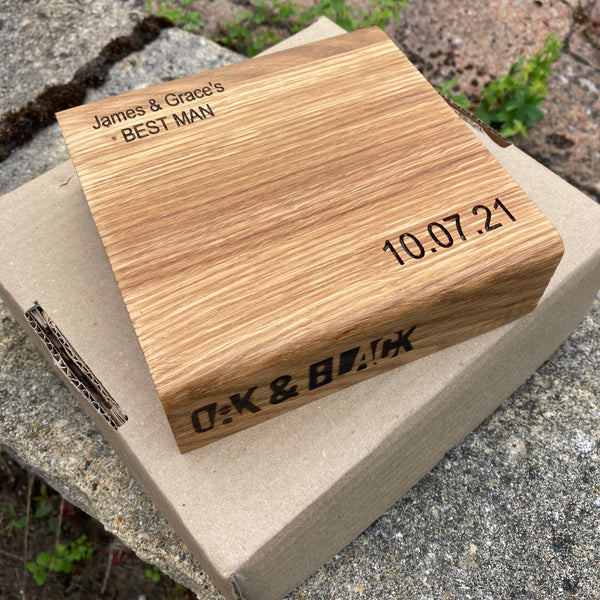 James & Grace's
BEST MAN
10.07.21
OAK & BLACK